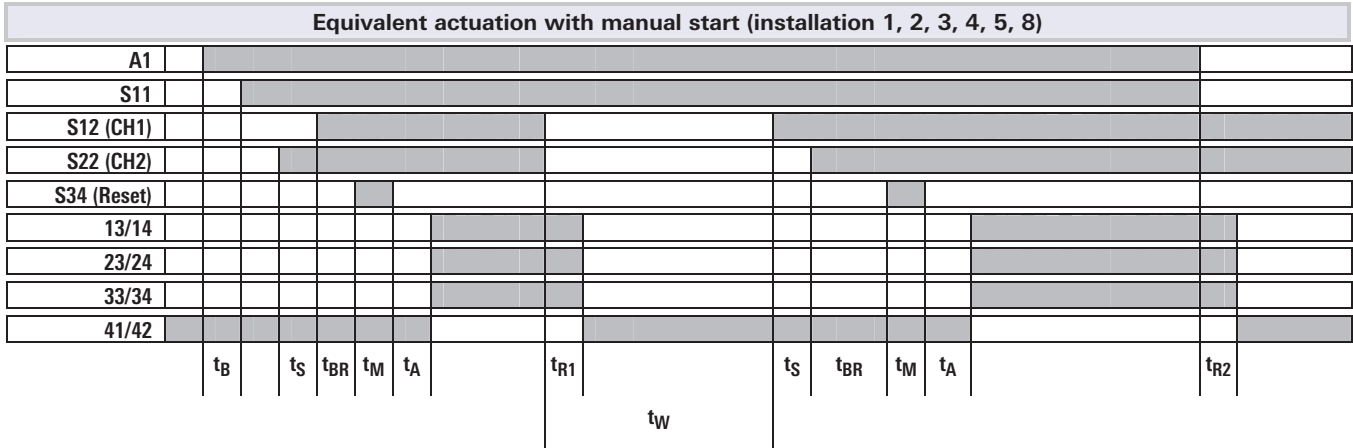 Equivalent actuation with manual start (installation 1, 2, 3, 4, 5, 8)
A1
S11
S12 (CH1)
S22 (CH2)
S34 (Reset)
13/14
23/24
33/34
41/42
tB tS tBR tM tA tR1 tS tBR tM tA tR2
tW